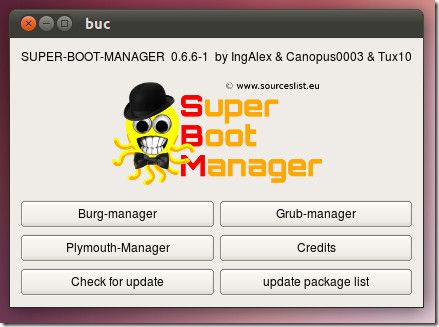 buc
SUPER-BOOT-MANAGER 0.6.6-1 by IngAlex & Canopus0003 & Tux10
© www.sourceslist.eu
Super
Boot
Manager
Burg-manager
Grub-manager
Plymouth-Manager
Credits
Check for update
update package list